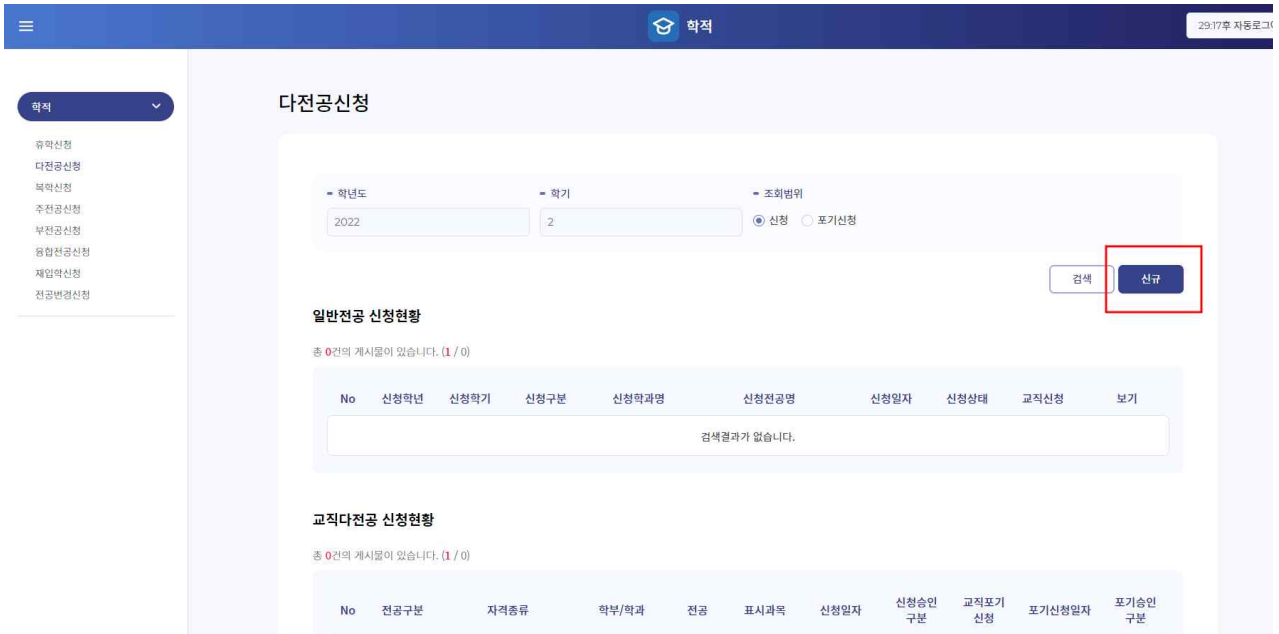 학적
29:17후 자동로그
학적
휴학신청
다전공신청
복학신청
주전공신청
부전공신청
융합전공신청
재입학신청
전공변경신청
다전공신청
학년도 학기 조회범위
2022 2 신청 포기신청
검색 신규
일반전공 신청현황
총 0건의 게시물이 있습니다. (1 / 0)
No 신청학년 신청학기 신청구분 신청학과명 신청전공명 신청일자 신청상태 교직신청 보기
검색결과가 없습니다.
교직다전공 신청현황
총 0건의 게시물이 있습니다. (1 / 0)
No 전공구분 자격종류 학부/학과 전공 표시과목 신청일자 신청승인 구분 교직포기 신청 포기신청일자 포기승인 구분